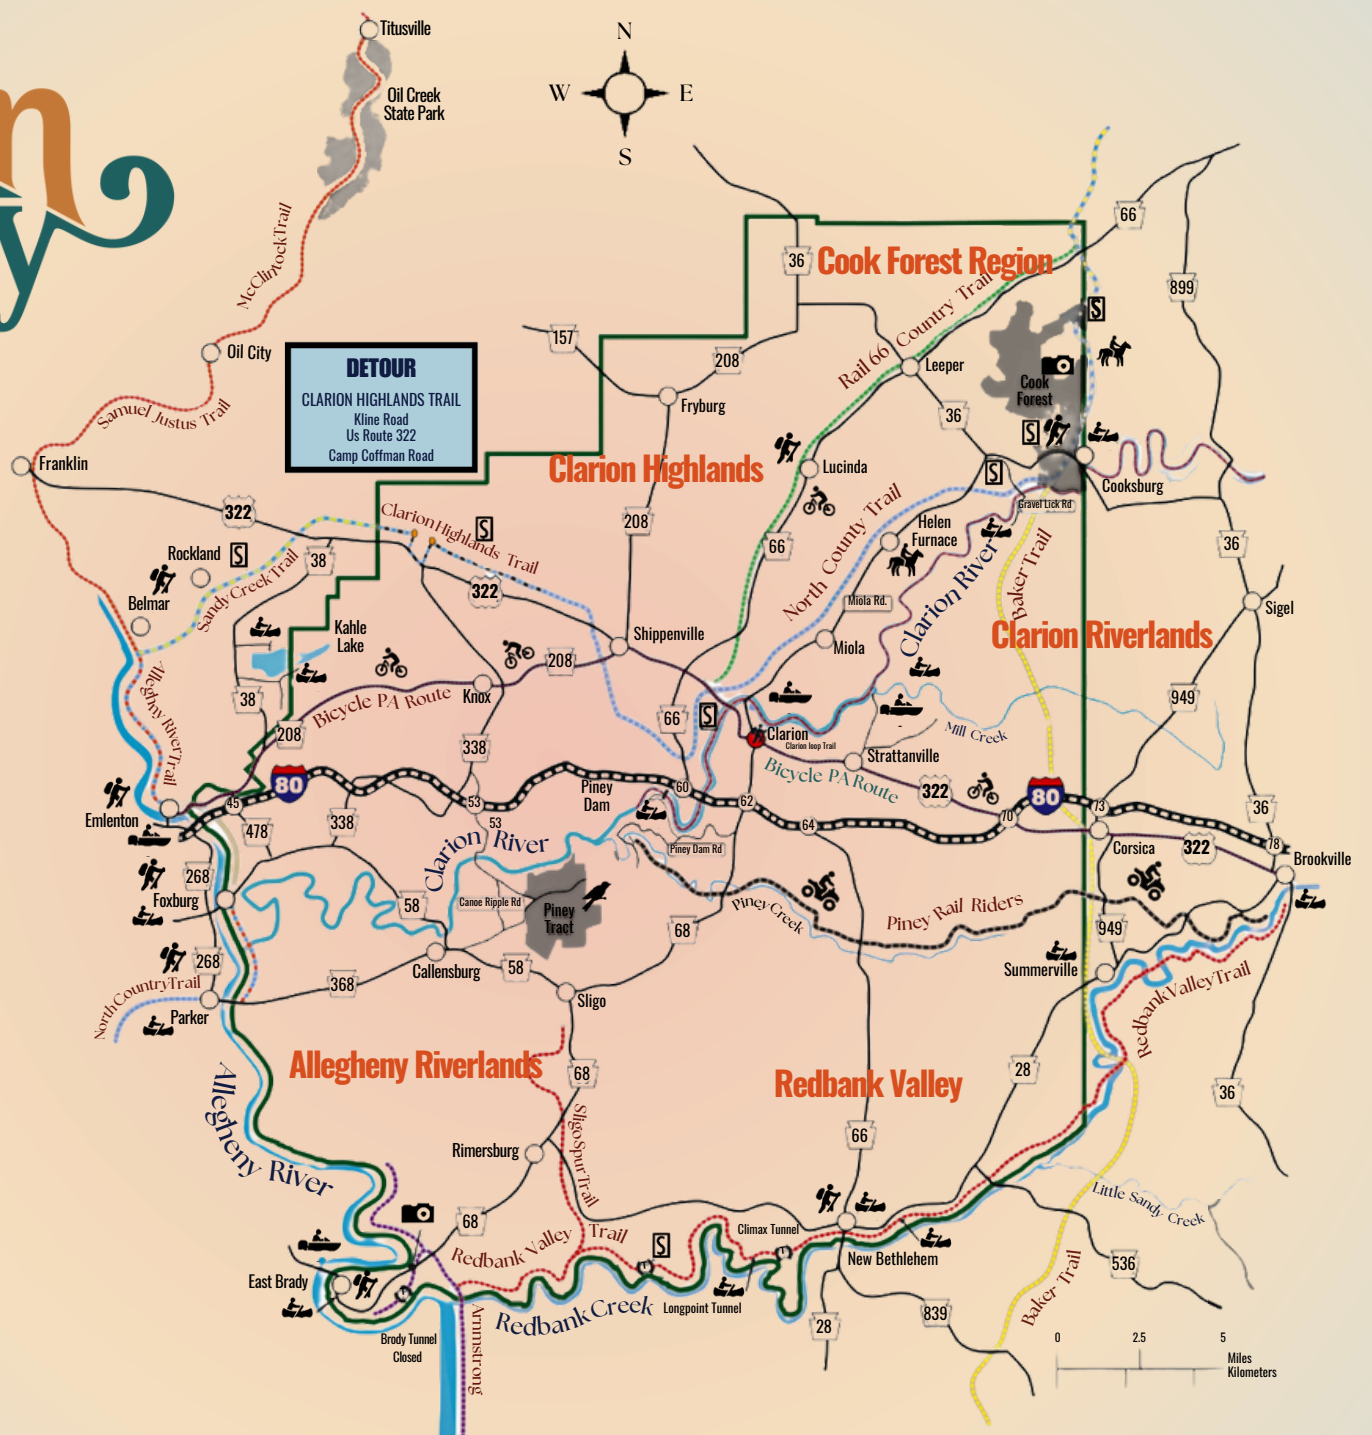 n
y
N
W
E
S
Titusville
Oil Creek
State Park
McClintockTrail
Oil City
Samuel Justus Trail
Franklin
DETOUR
CLARION HIGHLANDS TRAIL
Kline Road
Us Route 322
Camp Coffman Road
36
Cook Forest Region
66
899
157
208
Rail 66 Country Trail
Leeper
S
Cook
Forest
36
Fryburg
S
Clarion Highlands
Lucinda
S
Cooksburg
Gravel Lick Rd
322
Clarion Highlands Trail
S
208
66
North County Trail
Helen
Furnace
36
Rockland
S
38
Sandy Creek Trail
Belmar
322
Miola Rd.
Clarion River
Baker Trail
Sigel
Kahle
Lake
Shippenville
Miola
Clarion Riverlands
208
Allegheny River Trail
38
Bicycle PA Route
Knox
208
66
S
Clarion
Clarion loop Trail
Mill Creek
949
338
Strattanville
Bicycle PA Route
322
Emlenton
45
80
53
Piney
Dam
60
62
64
70
80
73
36
78
478
338
53
Clarion River
Piney Dam Rd
Corsica
322
Brookville
268
Foxburg
58
Canoe Ripple Rd
Piney
Tract
Piney Creek
Piney Rail Riders
949
268
Callensburg
58
68
Summerville
368
North Country Trail
Parker
Sligo
Redbank Valley Trail
Allegheny River
Allegheny Riverlands
68
Redbank Valley
28
36
Sligo Spur Trail
Rimersburg
66
Little Sandy Creek
68
Redbank Valley Trail
S
Climax Tunnel
New Bethlehem
536
East Brady
Redbank Creek
Longpoint Tunnel
Baker Trail
Brody Tunnel
Closed
Armstrong
28
839
0
2.5
5
Miles
Kilometers